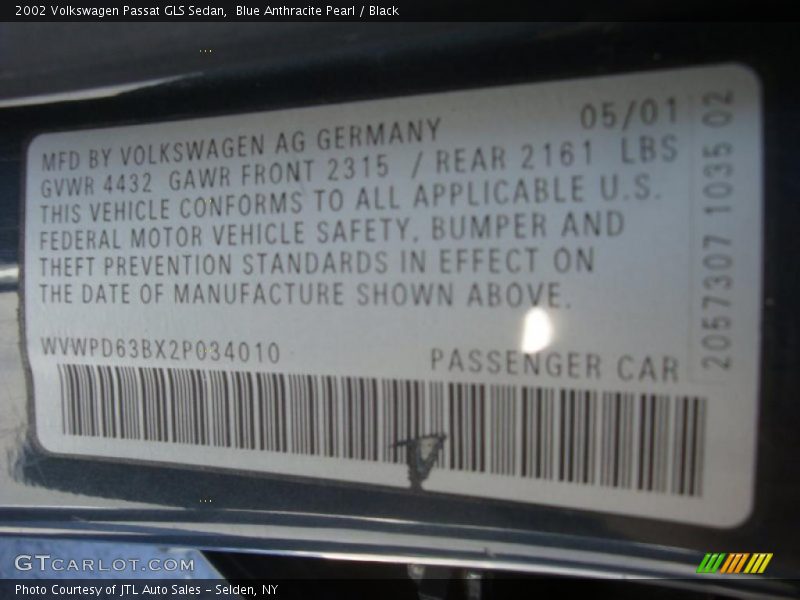 2002 Volkswagen Passat GLS Sedan,  Blue Anthracite Pearl / Black
05/01
MFD BY VOLKSWAGEN AG GERMANY
GVWR 4432 GAWR FRONT 2315 / REAR 2161 LBS
THIS VEHICLE CONFORMS TO ALL APPLICABLE U.S.
FEDERAL MOTOR VEHICLE SAFETY, BUMPER AND
THEFT PREVENTION STANDARDS IN EFFECT ON
THE DATE OF MANUFACTURE SHOWN ABOVE.
WVWPD63BX2P034010
PASSENGER CAR
2057307 1035 02
GTCARLOT.COM
Photo Courtesy of JTL Auto Sales - Selden, NY